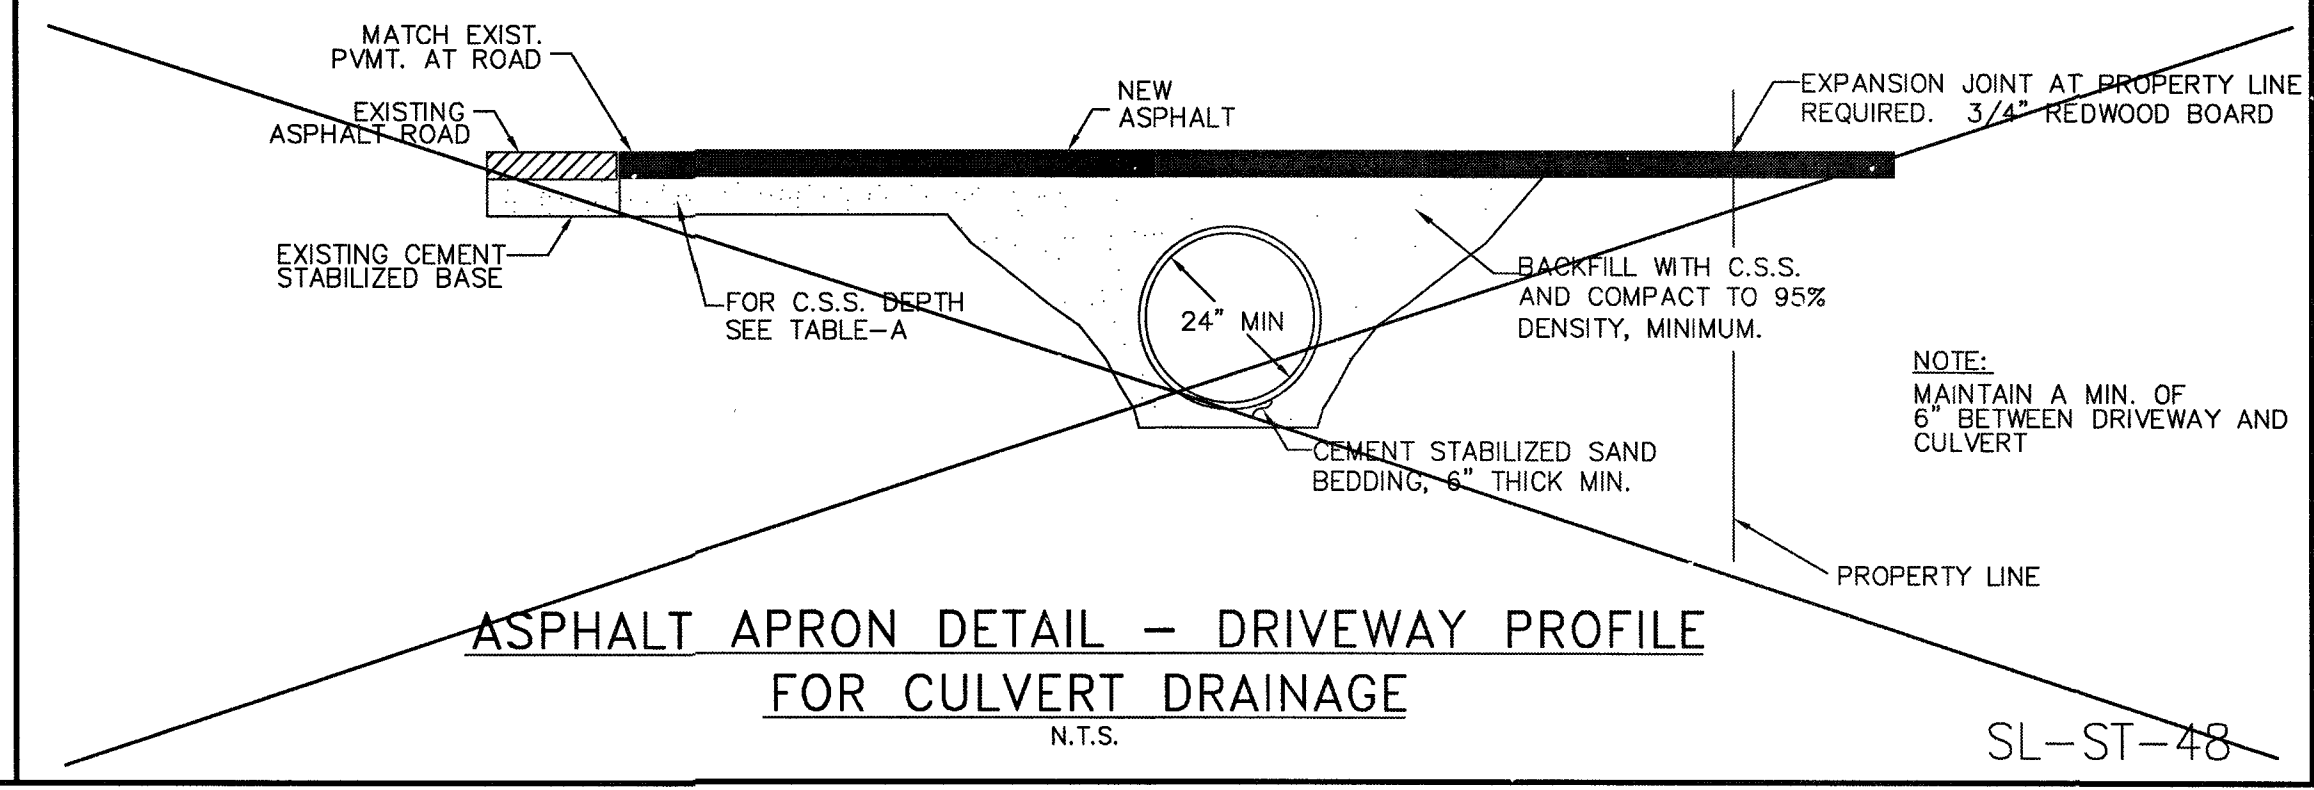 MATCH EXIST.
PVMT. AT ROAD
EXISTING
ASPHALT ROAD
NEW
ASPHALT
EXPANSION JOINT AT PROPERTY LINE
REQUIRED. 3/4" REDWOOD BOARD
EXISTING CEMENT
STABILIZED BASE
FOR C.S.S. DEPTH
SEE TABLE-A
24" MIN
BACKFILL WITH C.S.S.
AND COMPACT TO 95%
DENSITY, MINIMUM.
NOTE:
MAINTAIN A MIN. OF
6" BETWEEN DRIVEWAY AND
CULVERT
CEMENT STABILIZED SAND
BEDDING, 6" THICK MIN.
PROPERTY LINE
ASPHALT APRON DETAIL - DRIVEWAY PROFILE
FOR CULVERT DRAINAGE
N.T.S.
SL-ST-48